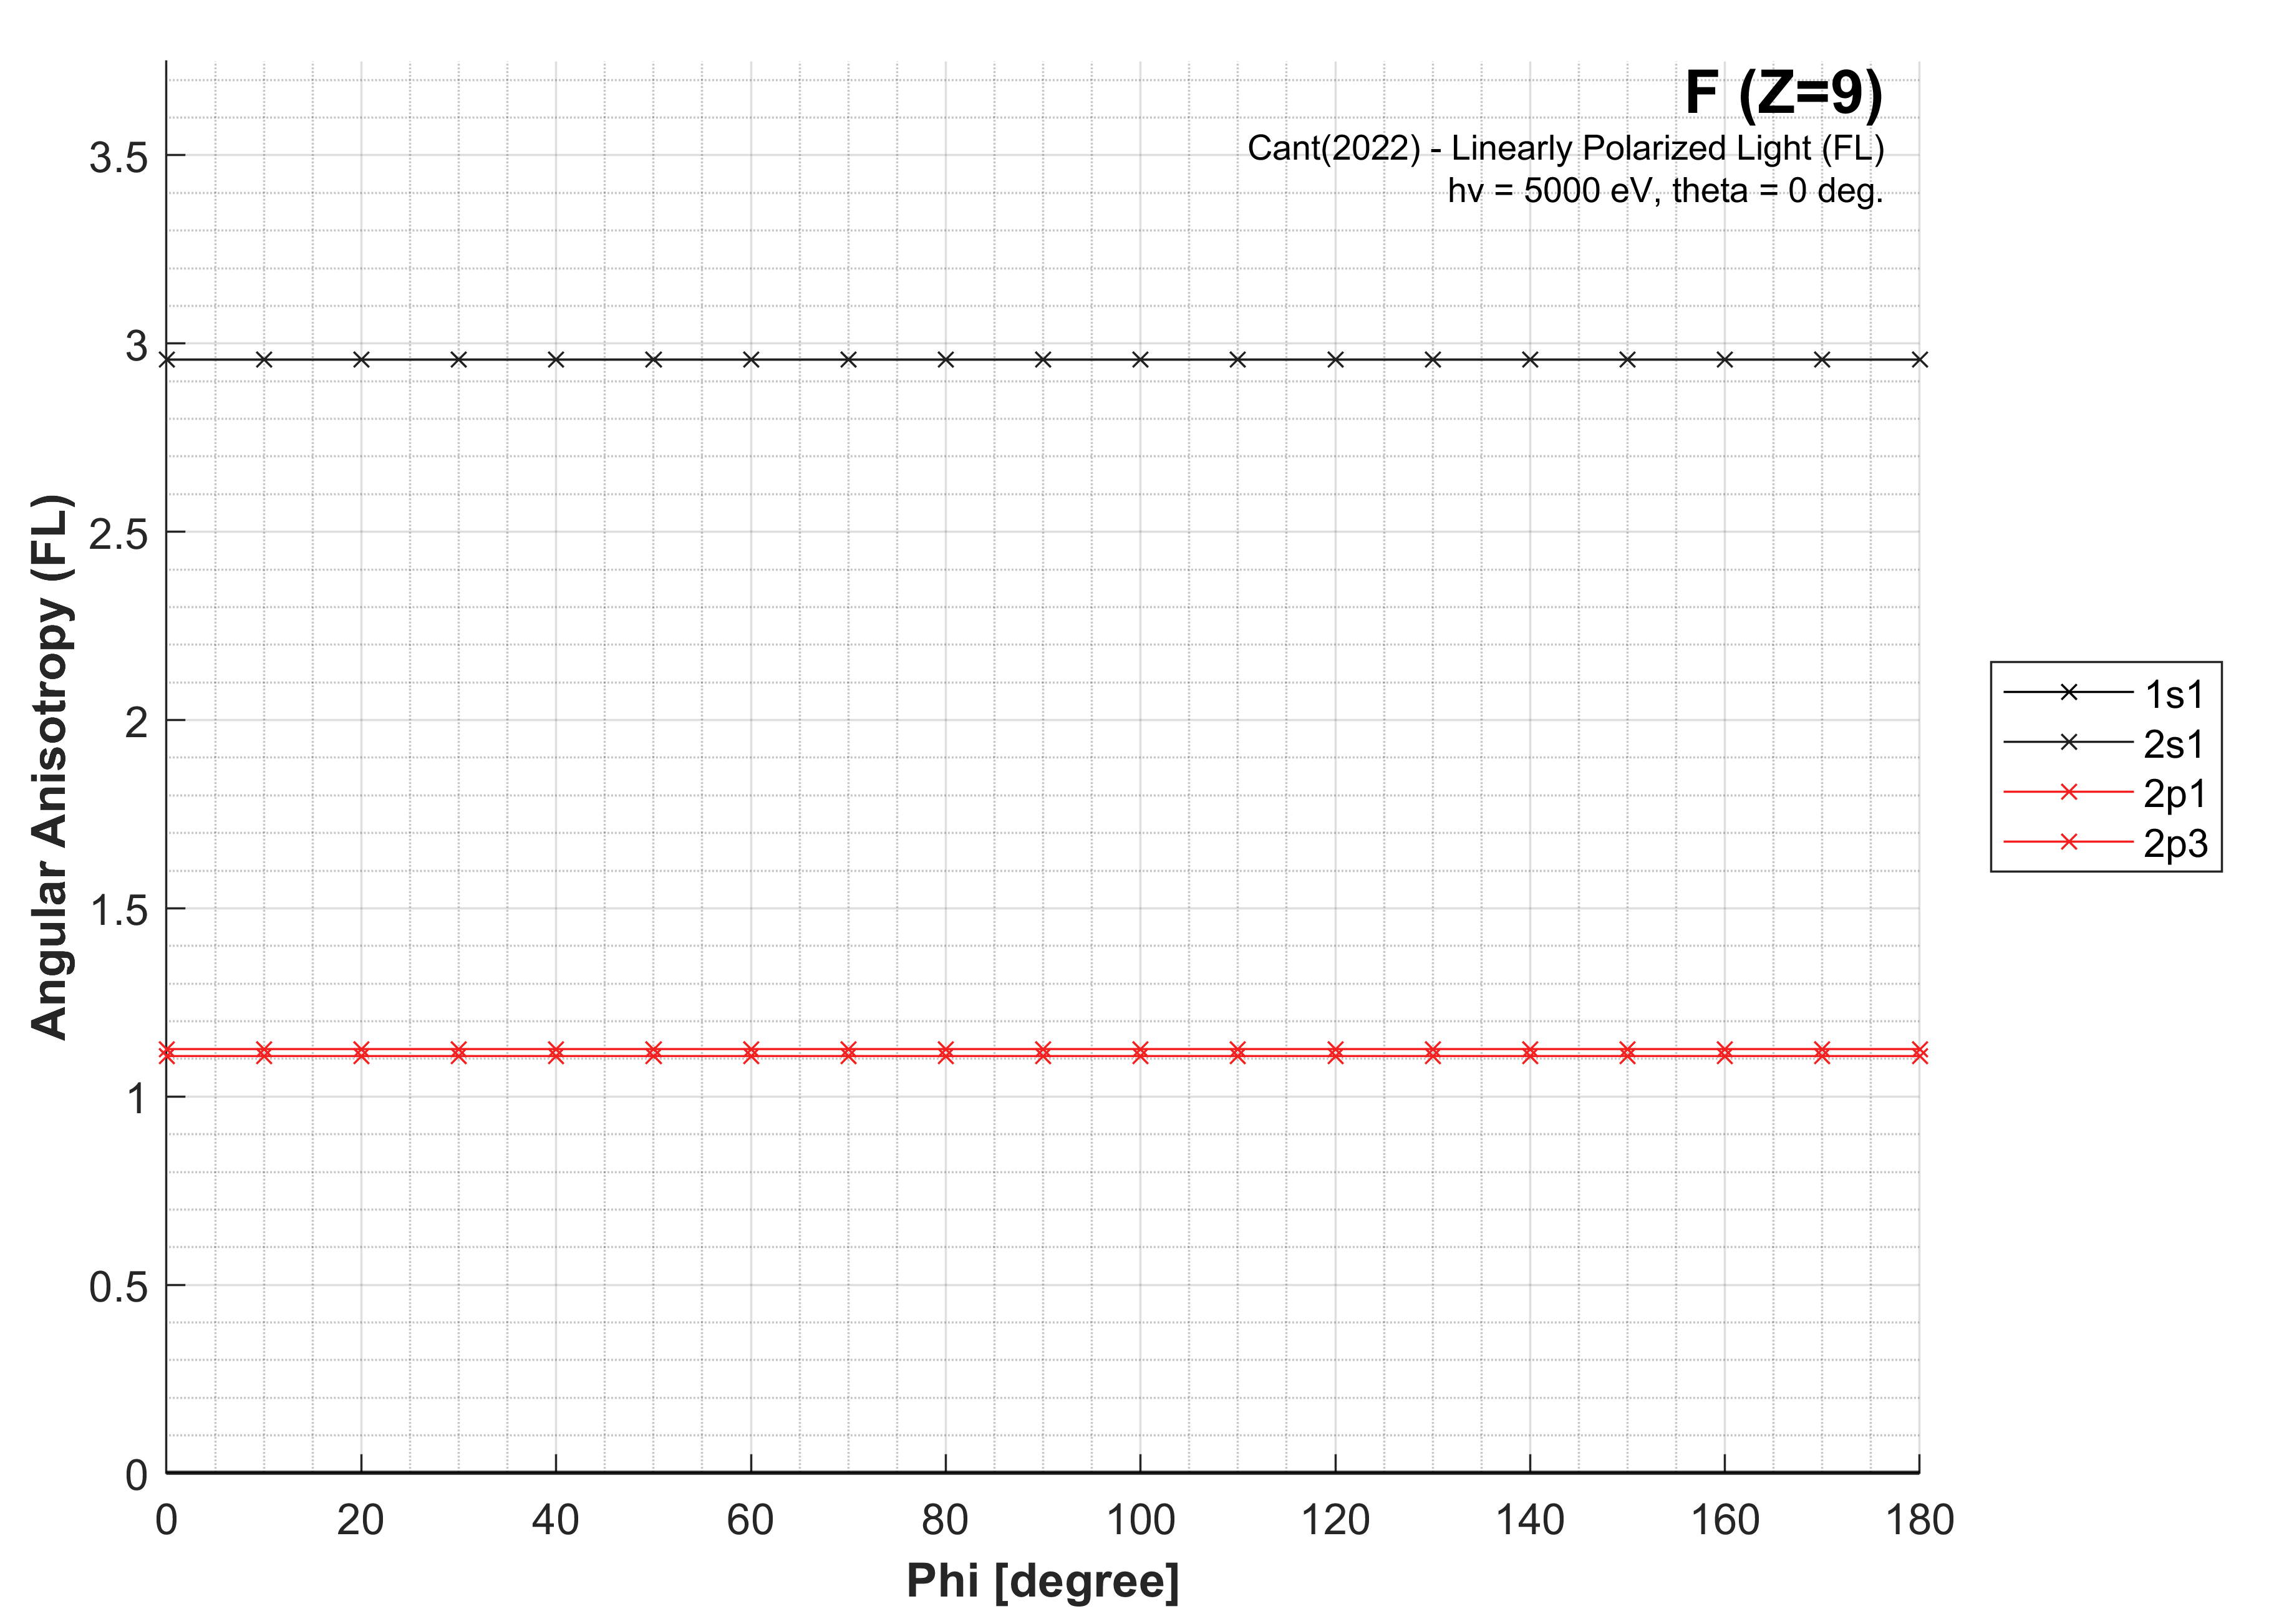 F (Z=9)
Cant(2022) - Linearly Polarized Light (FL)
hv = 5000 eV, theta = 0 deg.
3.5
3
2.5
2
1.5
1
0.5
0
Angular Anisotropy (FL)
0 20 40 60 80 100 120 140 160 180
Phi [degree]
1s1
2s1
2p1
2p3